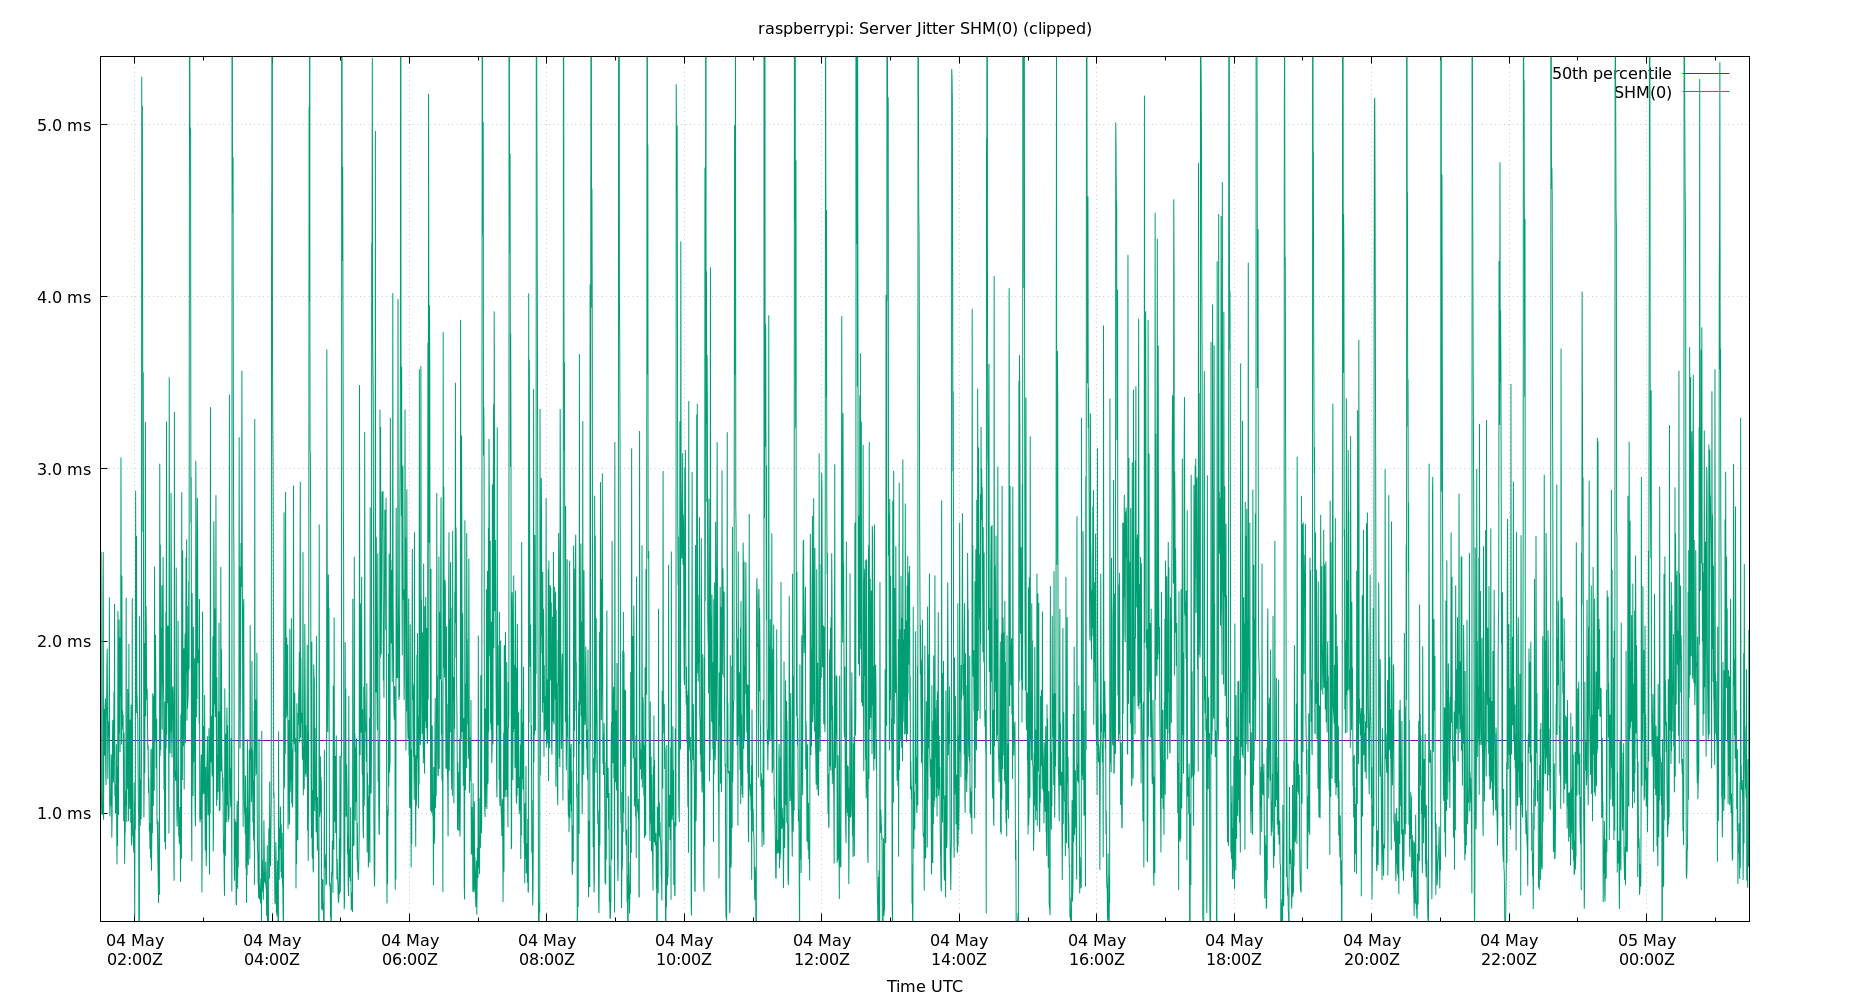 raspberrypi: Server Jitter SHM(0) (clipped)
50th percentile
SHM(0)
5.0 ms
4.0 ms
3.0 ms
2.0 ms
1.0 ms
04 May 04 May 04 May 04 May 04 May 04 May 04 May 04 May 04 May 04 May 04 May 05 May
02:00Z 04:00Z 06:00Z 08:00Z 10:00Z 12:00Z 14:00Z 16:00Z 18:00Z 20:00Z 22:00Z 00:00Z
Time UTC